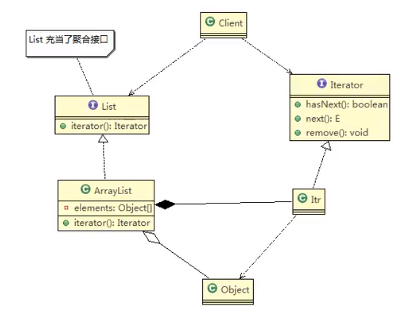 Client
List 充当了聚合接口
List
iterator(): Iterator
Iterator
hasNext(): boolean
next(): E
remove(): void
ArrayList
elements: Object[]
iterator(): Iterator
Itr
Object